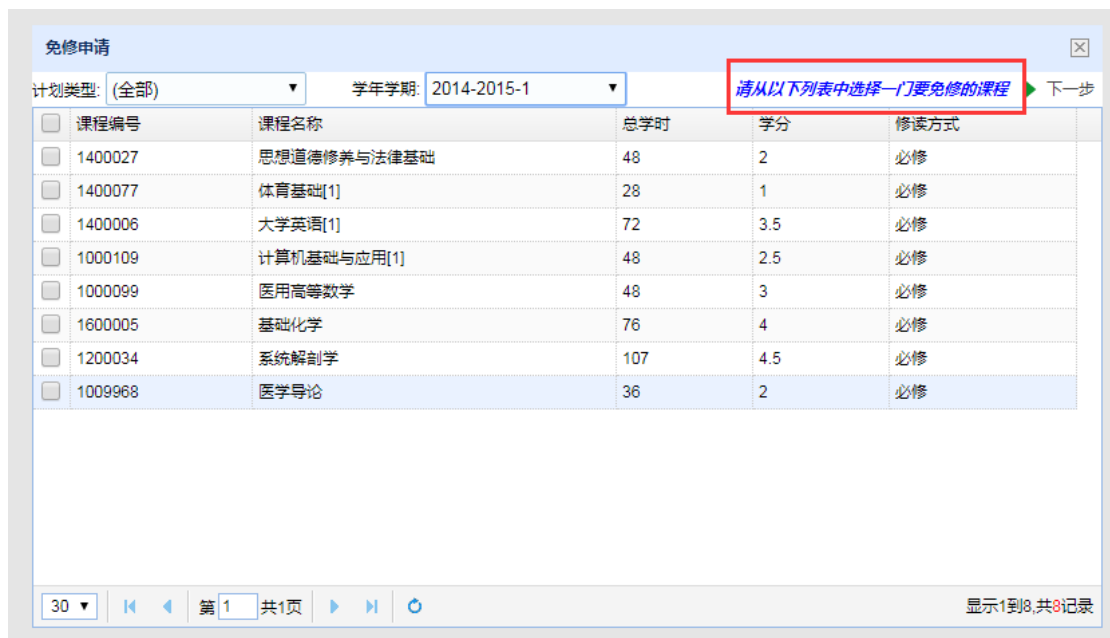 免修申请
计划类型: (全部) 学年学期: 2014-2015-1 请从以下列表中选择一门要免修的课程 下一步
课程编号 课程名称 总学时 学分 修读方式
1400027 思想道德修养与法律基础 48 2 必修
1400077 体育基础[1] 28 1 必修
1400006 大学英语[1] 72 3.5 必修
1000109 计算机基础与应用[1] 48 2.5 必修
1000099 医用高等数学 48 3 必修
1600005 基础化学 76 4 必修
1200034 系统解剖学 107 4.5 必修
1009968 医学导论 36 2 必修
30 第 1 共1页 显示1到8,共8记录